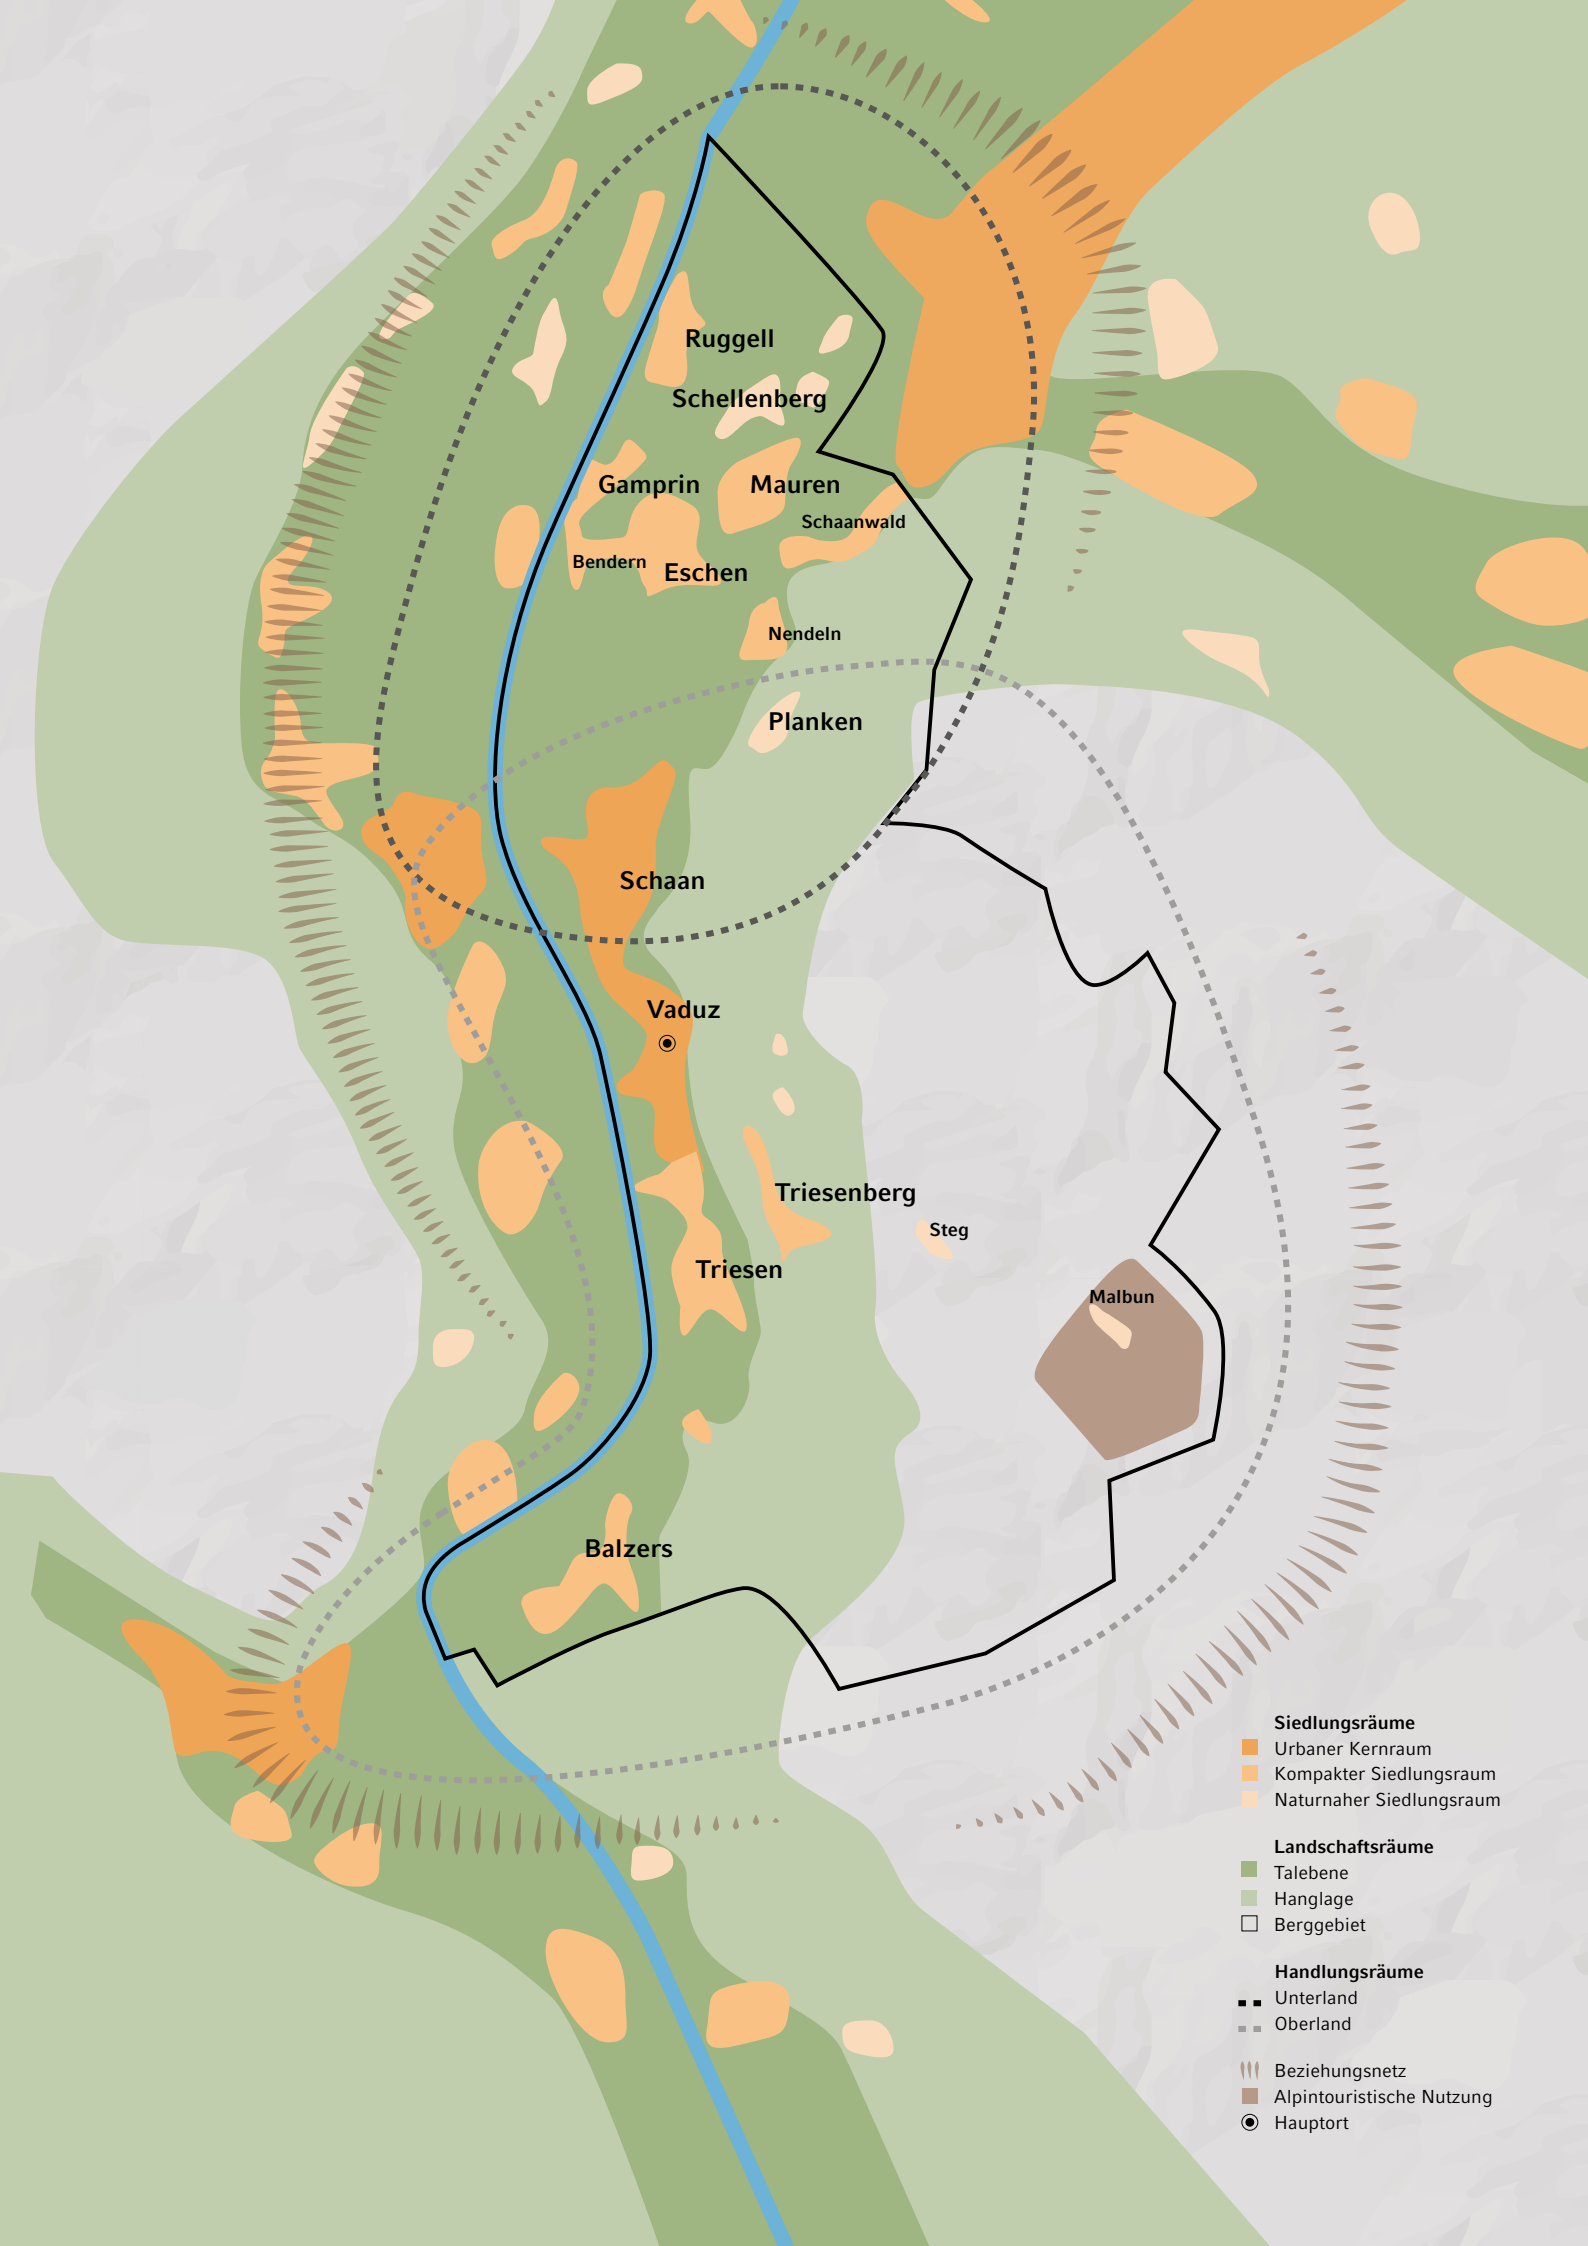 Ruggell
Schellenberg
Gamprin
Mauren
Schaanwald
Bendern
Eschen
Nendeln
Planken
Schaan
Vaduz
Triesenberg
Steg
Triesen
Malbun
Balzers
Siedlungsräume
Urbaner Kernraum
Kompakter Siedlungsraum
Naturnaher Siedlungsraum
Landschaftsräume
Talebene
Hanglage
Berggebiet
Handlungsräume
Unterland
Oberland
Beziehungsnetz
Alpintouristische Nutzung
Hauptort